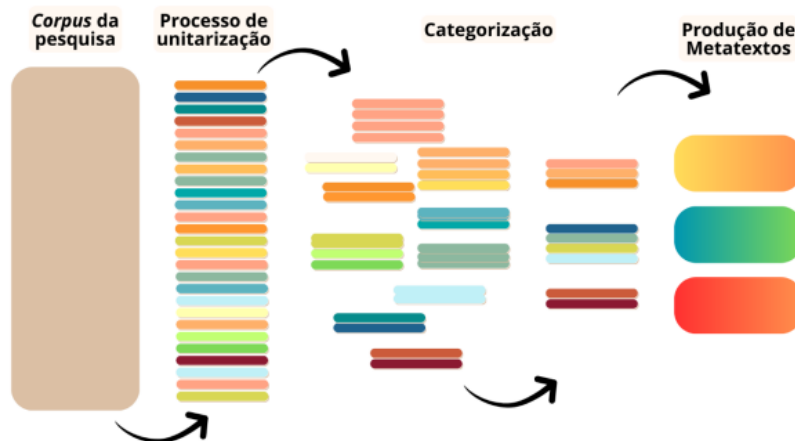 Corpus da
pesquisa
Processo de
unitarização
Categorização
Produção de
Metatextos